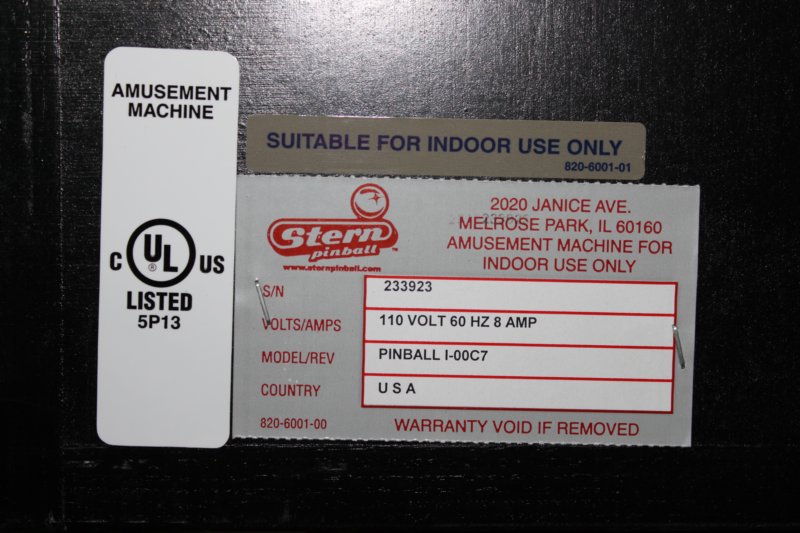 AMUSEMENT
MACHINE
C UL ® US
LISTED
5P13
SUITABLE FOR INDOOR USE ONLY
820-6001-01
Stern
pinball™
www.sternpinball.com
2020 JANICE AVE.
MELROSE PARK, IL 60160
AMUSEMENT MACHINE FOR
INDOOR USE ONLY
S/N 233923
VOLTS/AMPS 110 VOLT 60 HZ 8 AMP
MODEL/REV PINBALL I-00C7
COUNTRY U S A
820-6001-00 WARRANTY VOID IF REMOVED